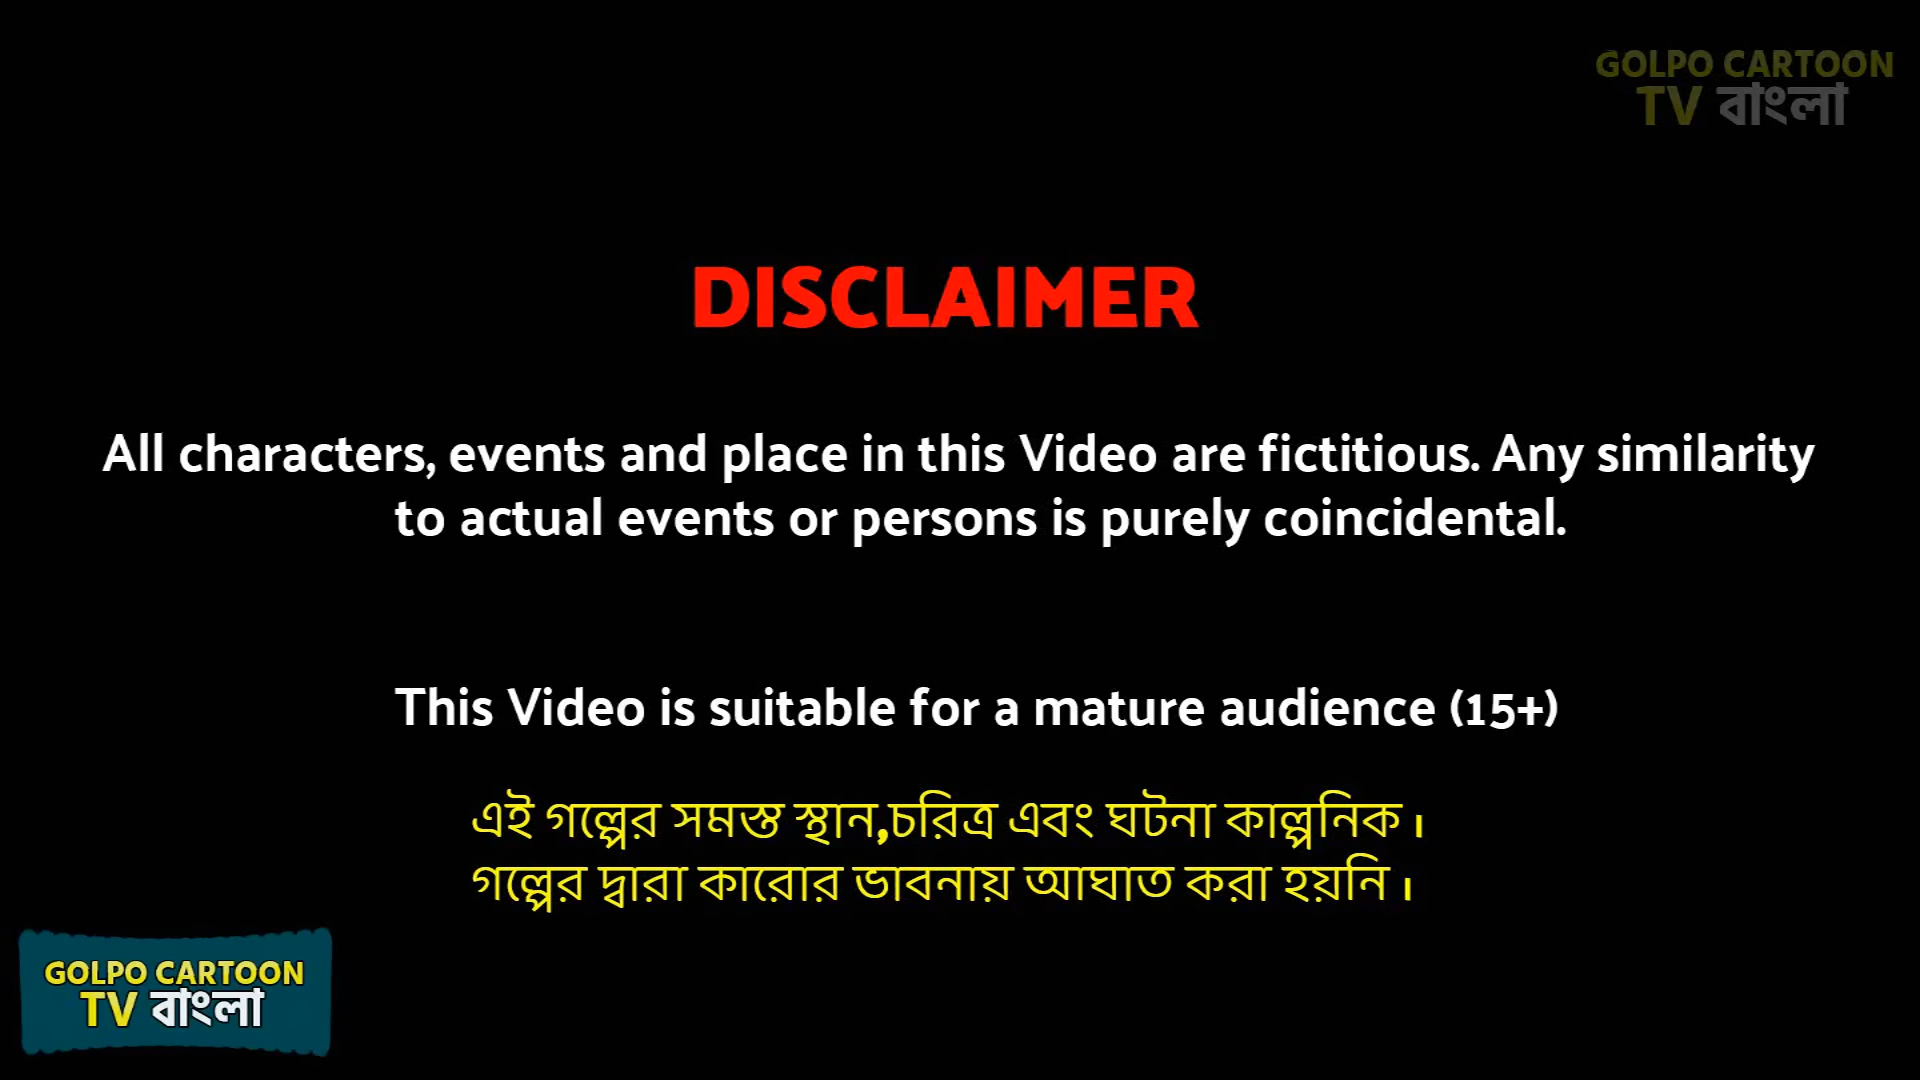 GOLPO CARTOON
TV বাংলা
DISCLAIMER
All characters, events and place in this Video are fictitious. Any similarity
to actual events or persons is purely coincidental.
This Video is suitable for a mature audience (15+)
এই গল্পের সমস্ত স্থান,চরিত্র এবং ঘটনা কাল্পনিক।
গল্পের দ্বারা কারোর ভাবনায় আঘাত করা হয়নি।
GOLPO CARTOON
TV বাংলা